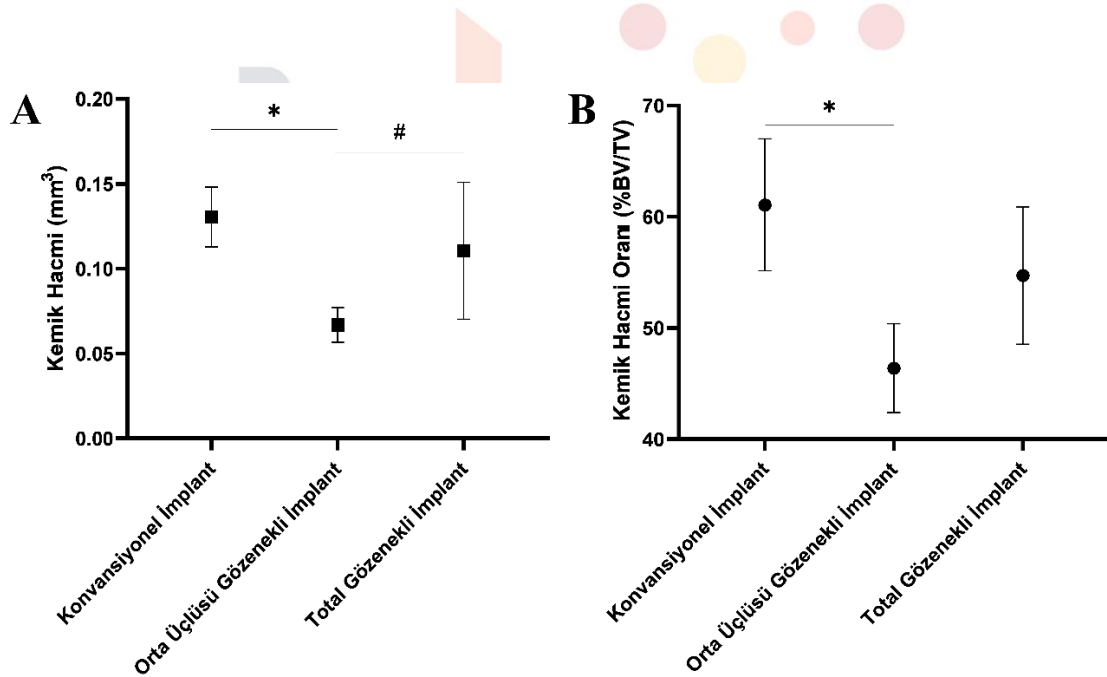 A
Kemik Hacmi (mm³)
0.20
0.15
0.10
0.05
0.00
*
#
Konvansiyonel İmplant
Orta Üçlüsü Gözenekli İmplant
Total Gözenekli İmplant
B
Kemik Hacmi Oranı (%BV/TV)
70
60
50
40
*
Konvansiyonel İmplant
Orta Üçlüsü Gözenekli İmplant
Total Gözenekli İmplant